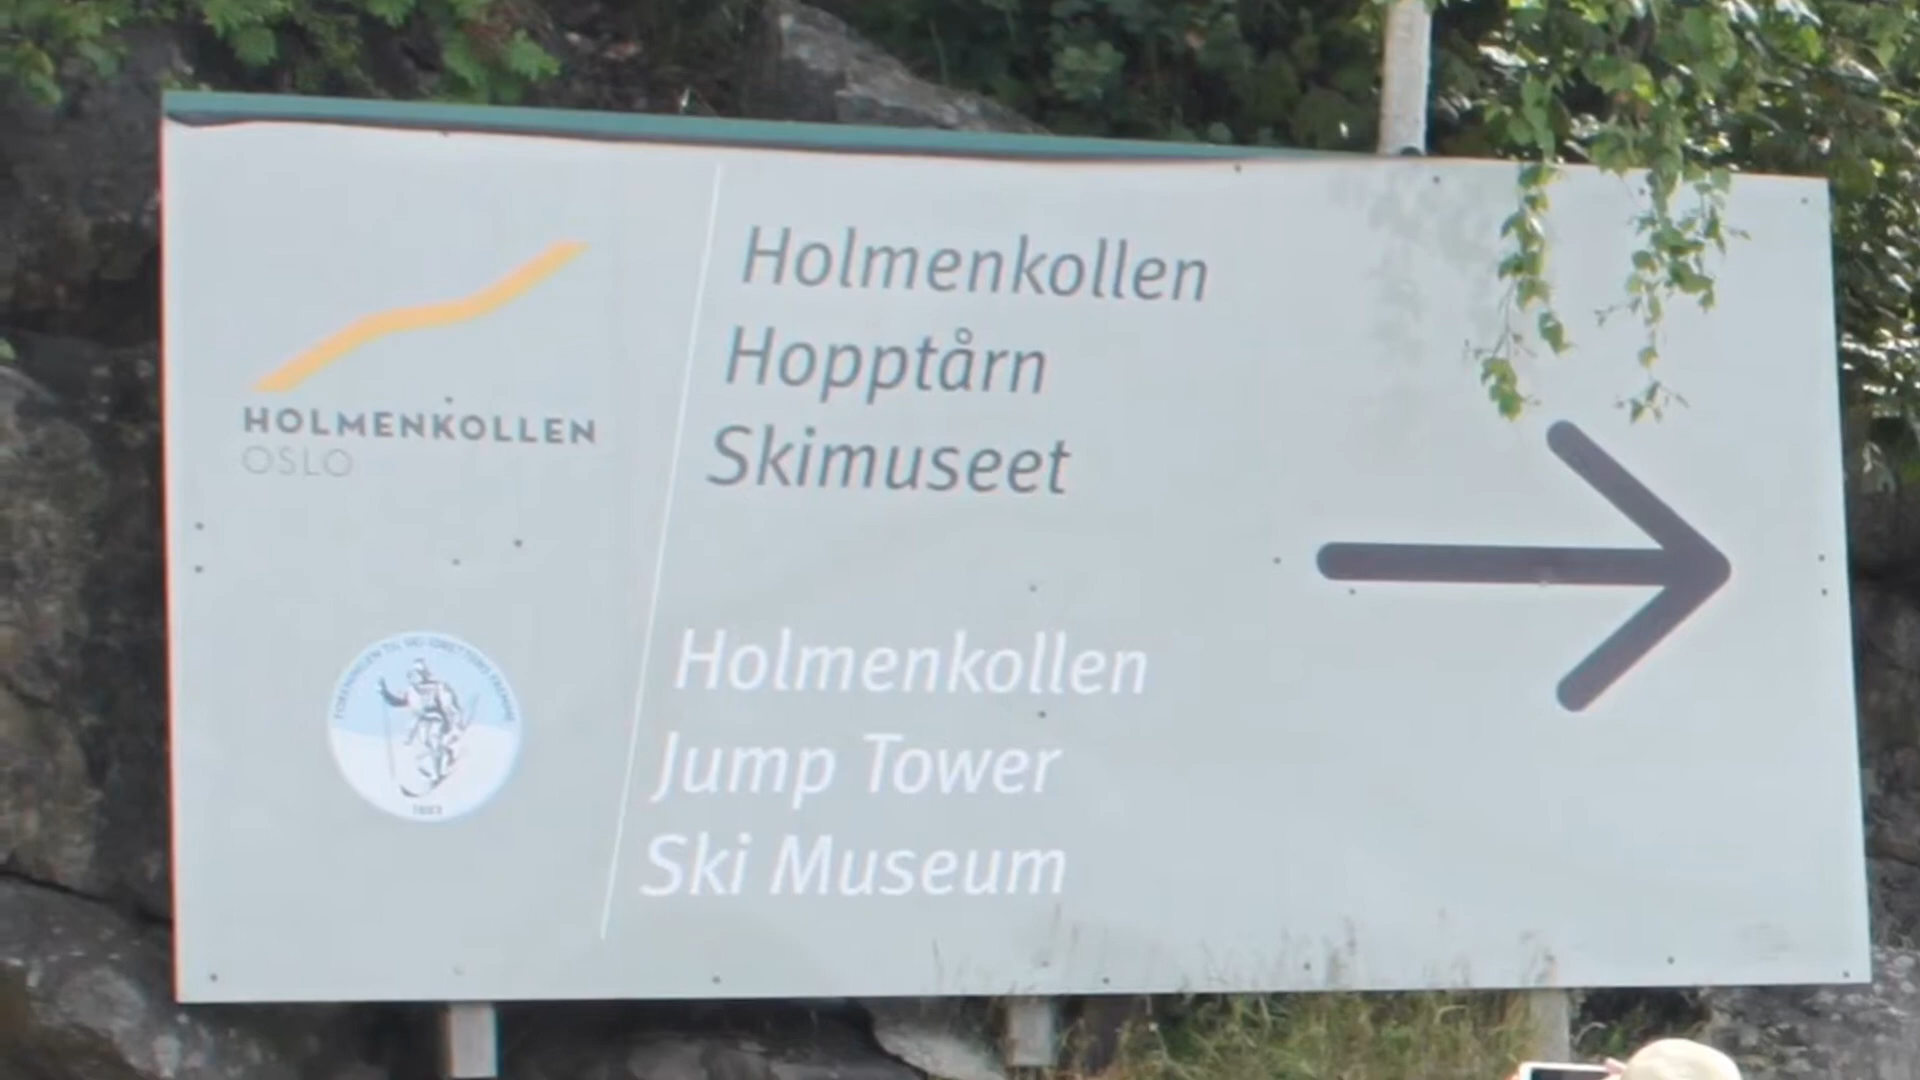 HOLMENKOLLEN
OSLO
Holmenkollen
Hopptårn
Skimuseet
Holmenkollen
Jump Tower
Ski Museum